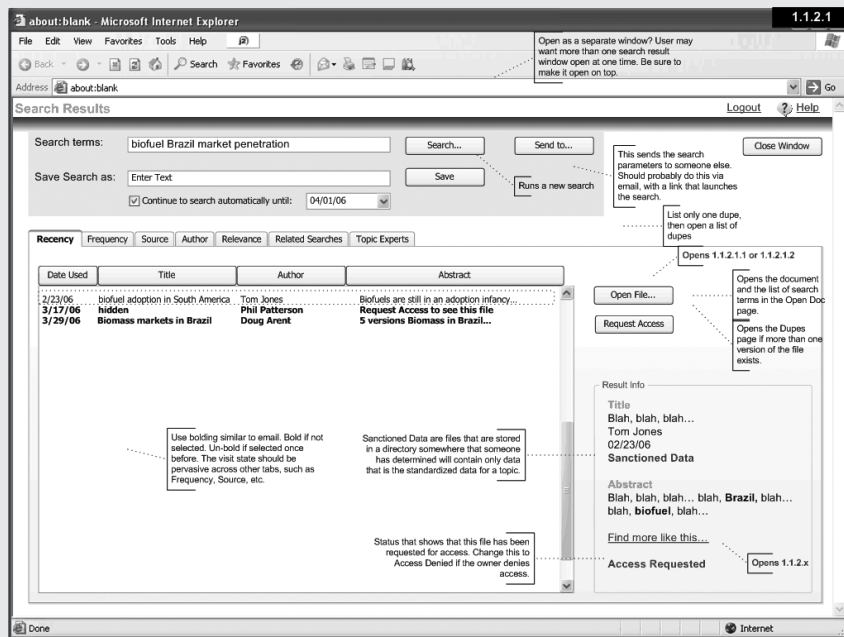 1.1.2.1
about:blank - Microsoft Internet Explorer
File Edit View Favorites Tools Help
Back Search Favorites
Address about:blank Go
Open as a separate window? User may
want more than one search result
window open at one time. Be sure to
make it open on top.
Search Results
Logout ? Help
Search terms: biofuel Brazil market penetration Search... Send to... Close Window
Save Search as: Enter Text Save
Continue to search automatically until: 04/01/06
Runs a new search
This sends the search
parameters to someone else.
Should probably do this via
email, with a link that launches
the search.
List only one dupe,
then open a list of
dupes
Recency Frequency Source Author Relevance Related Searches Topic Experts
Opens 1.1.2.1.1 or 1.1.2.1.2
Date Used Title Author Abstract
2/23/06 biofuel adoption in South America Tom Jones Biofuels are still in an adoption infancy...
3/17/06 hidden Phil Patterson Request Access to see this file
3/29/06 Biomass markets in Brazil Doug Arent 5 versions Biomass in Brazil...
Open File...
Request Access
Opens the document
and the list of search
terms in the Open Doc
page.
Opens the Dupes
page if more than one
version of the file
exists.
Use bolding similar to email. Bold if not
selected. Un-bold if selected once
before. The visit state should be
pervasive across other tabs, such as
Frequency, Source, etc.
Sanctioned Data are files that are stored
in a directory somewhere that someone
has determined will contain only data
that is the standardized data for a topic.
Status that shows that this file has been
requested for access. Change this to
Access Denied if the owner denies
access.
Result Info
Title
Blah, blah, blah...
Tom Jones
02/23/06
Sanctioned Data
Abstract
Blah, blah, blah... blah, Brazil, blah...
blah, biofuel, blah...
Find more like this...
Access Requested
Opens 1.1.2.x
Done Internet